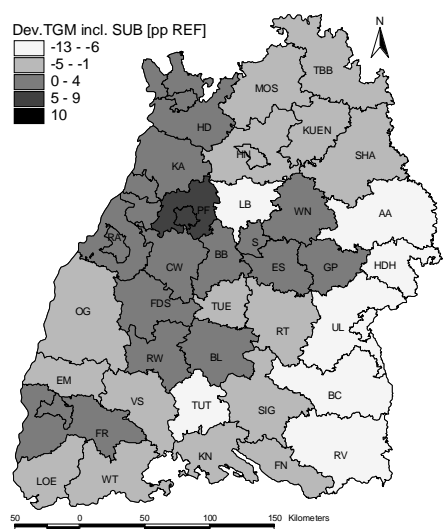 Dev.TGM incl. SUB [pp REF]
-13 - -6
-5 - -1
0 - 4
5 - 9
10
N
TBB
MOS
HD
KUEN
HN
SHA
KA
PF
LB
WN
AA
RA
S
HDH
CW
BB
ES
GP
OG
FDS
TUE
RT
UL
RW
BL
EM
VS
TUT
SIG
BC
FR
KN
FN
RV
LOE
WT
50 0 50 100 150 Kilometers